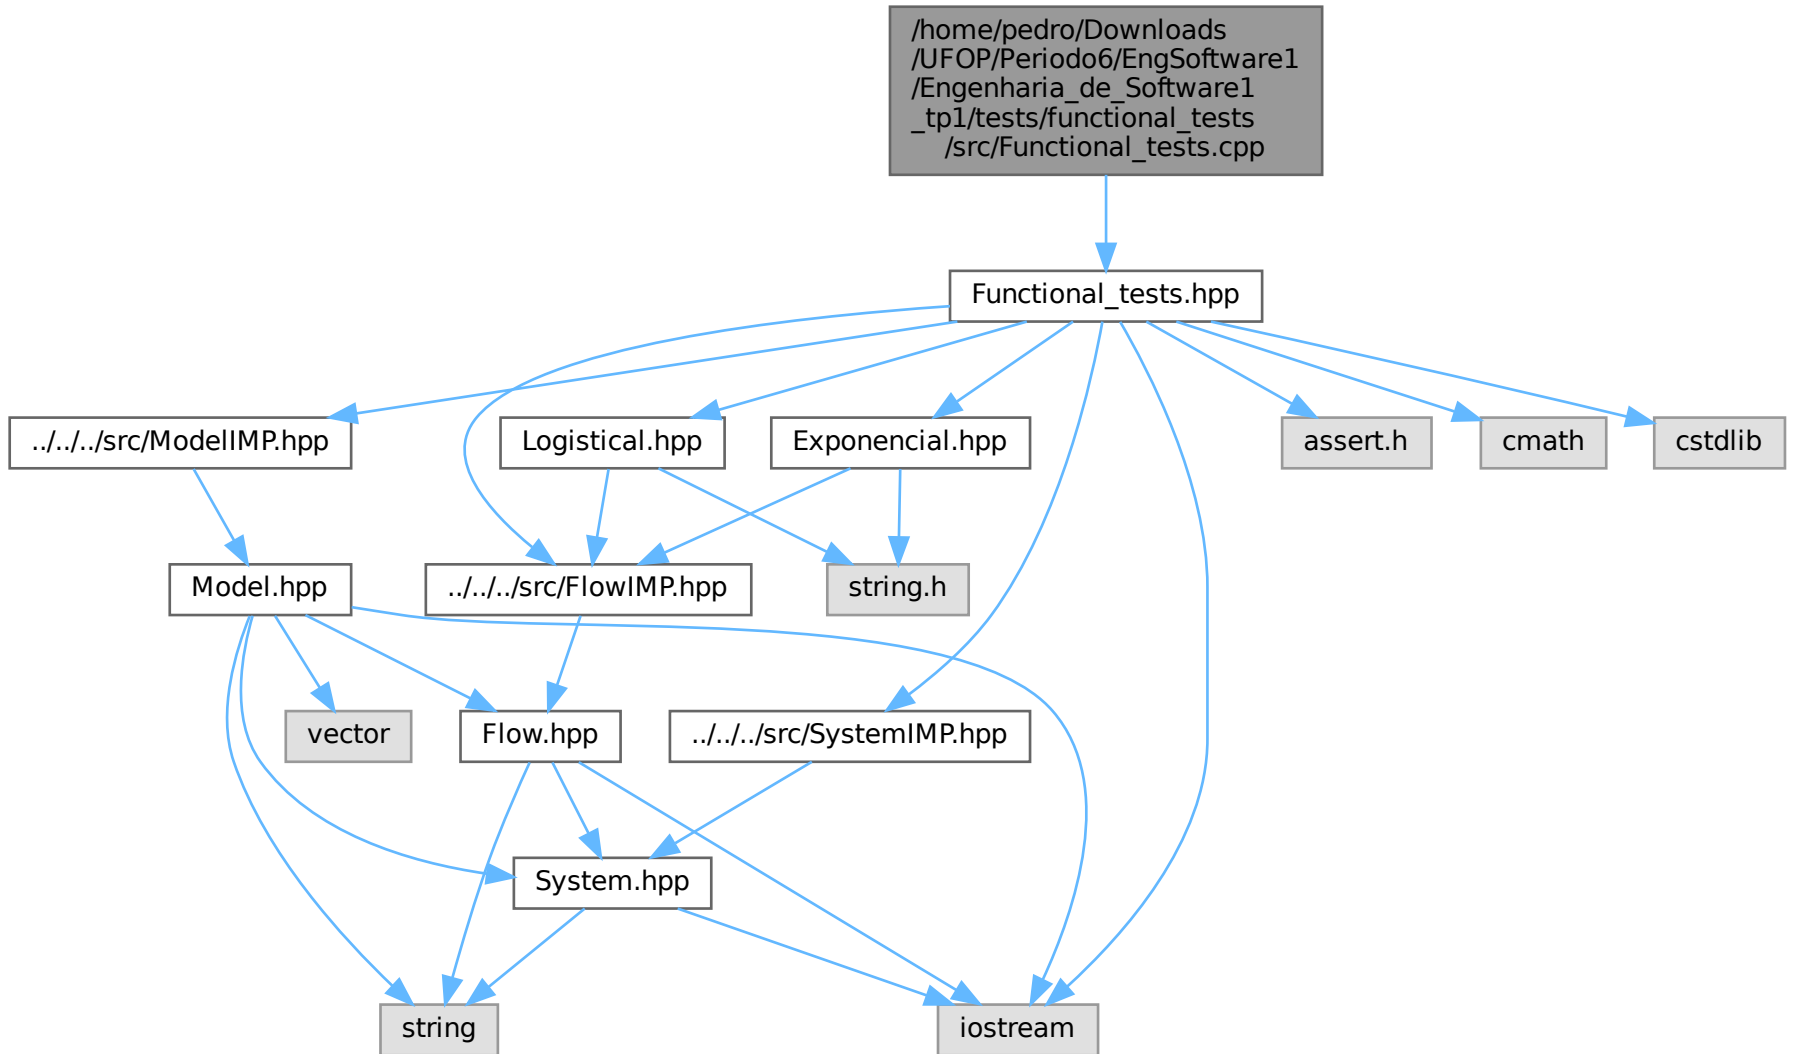 /home/pedro/Downloads
/UFOP/Periodo6/EngSoftware1
/Engenharia_de_Software1
_tp1/tests/functional_tests
/src/Functional_tests.cpp
Functional_tests.hpp
../../../src/ModelIMP.hpp
Logistical.hpp
Exponencial.hpp
assert.h
cmath
cstdlib
Model.hpp
../../../src/FlowIMP.hpp
string.h
vector
Flow.hpp
../../../src/SystemIMP.hpp
System.hpp
string
iostream